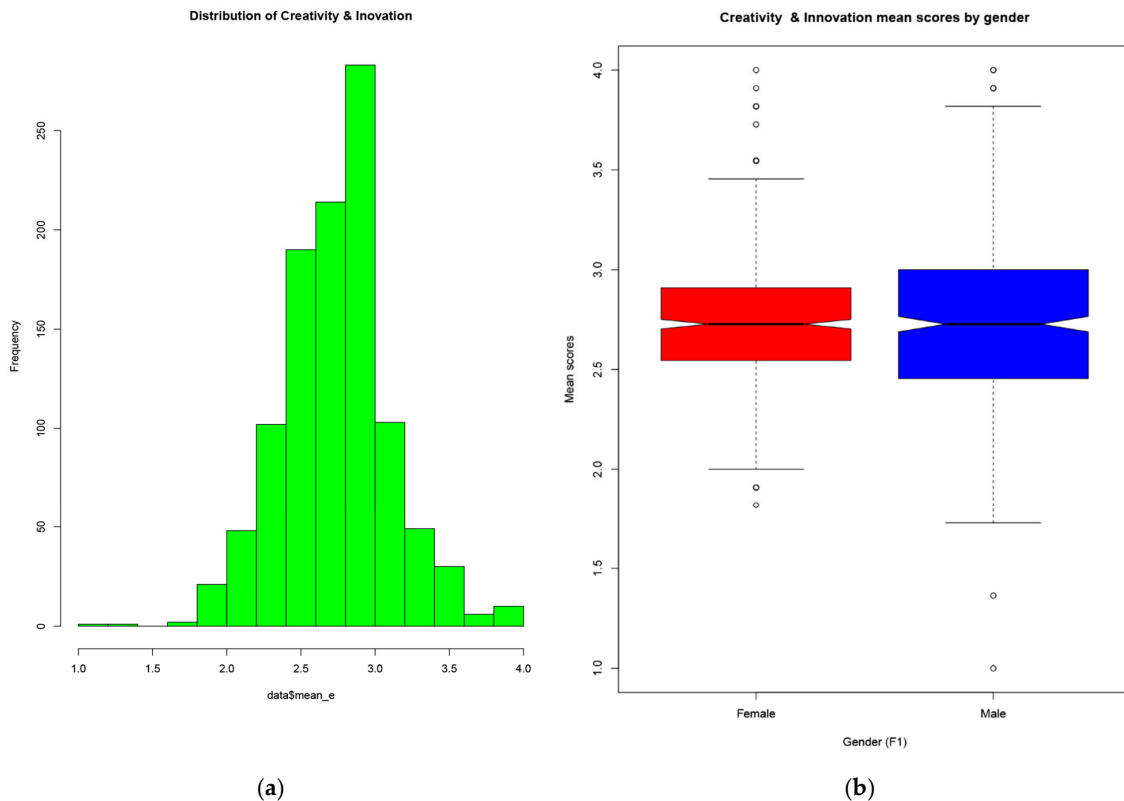 Distribution of Creativity & Inovation
Frequency
250
200
150
100
50
0
1.0 1.5 2.0 2.5 3.0 3.5 4.0
data$mean_e
(a)
Creativity & Innovation mean scores by gender
Mean scores
4.0
3.5
3.0
2.5
2.0
1.5
1.0
Female Male
Gender (F1)
(b)